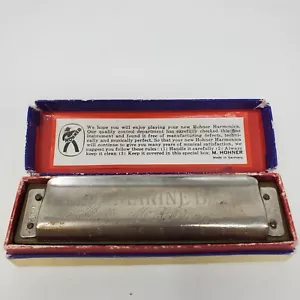 We hope you will enjoy playing your new Hohner Harmonica.
Our quality control department has carefully checked this fine
instrument and found it free of manufacturing defects, techni-
cally and musically perfect. So that your new Hohner Harmonica
will continue to give you many years of musical satisfaction, we
suggest you follow these rules: (1) Handle it carefully (2) Always
keep it clean (3) Keep it covered in this special box. M. HOHNER
Made in Germany
MARINE B